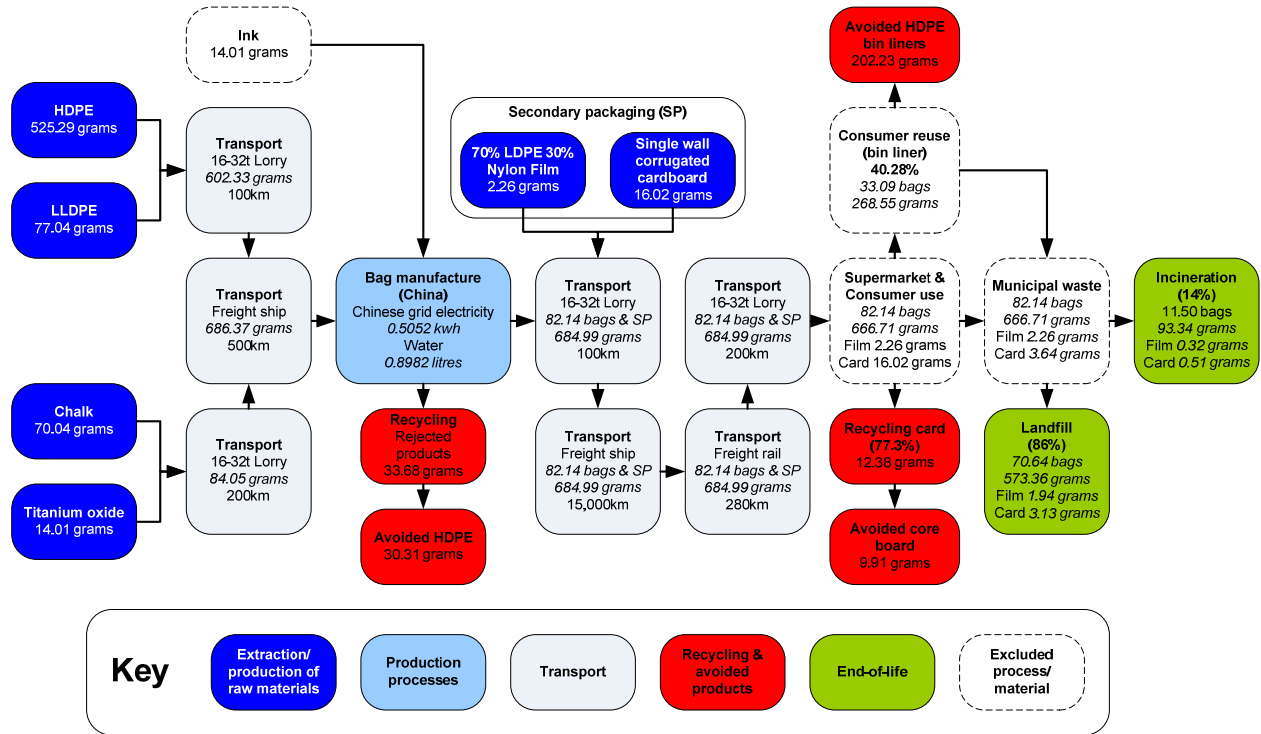 Ink
14.01 grams
HDPE
525.29 grams
LLDPE
77.04 grams
Transport
16-32t Lorry
602.33 grams
100km
Transport
Freight ship
686.37 grams
500km
Chalk
70.04 grams
Titanium oxide
14.01 grams
Transport
16-32t Lorry
84.05 grams
200km
Bag manufacture
(China)
Chinese grid electricity
0.5052 kwh
Water
0.8982 litres
Recycling
Rejected
products
33.68 grams
Avoided HDPE
30.31 grams
Secondary packaging (SP)
70% LDPE 30%
Nylon Film
2.26 grams
Single wall
corrugated
cardboard
16.02 grams
Transport
16-32t Lorry
82.14 bags & SP
684.99 grams
100km
Transport
Freight ship
82.14 bags & SP
684.99 grams
15,000km
Transport
Freight rail
82.14 bags & SP
684.99 grams
280km
Transport
16-32t Lorry
82.14 bags & SP
684.99 grams
200km
Avoided HDPE
bin liners
202.23 grams
Consumer reuse
(bin liner)
40.28%
33.09 bags
268.55 grams
Supermarket &
Consumer use
82.14 bags
666.71 grams
Film 2.26 grams
Card 16.02 grams
Recycling card
(77.3%)
12.38 grams
Avoided core
board
9.91 grams
Municipal waste
82.14 bags
666.71 grams
Film 2.26 grams
Card 3.64 grams
Incineration
(14%)
11.50 bags
93.34 grams
Film 0.32 grams
Card 0.51 grams
Landfill
(86%)
70.64 bags
573.36 grams
Film 1.94 grams
Card 3.13 grams
Key
Extraction/
production of
raw materials
Production
processes
Transport
Recycling &
avoided
products
End-of-life
Excluded
process/
material